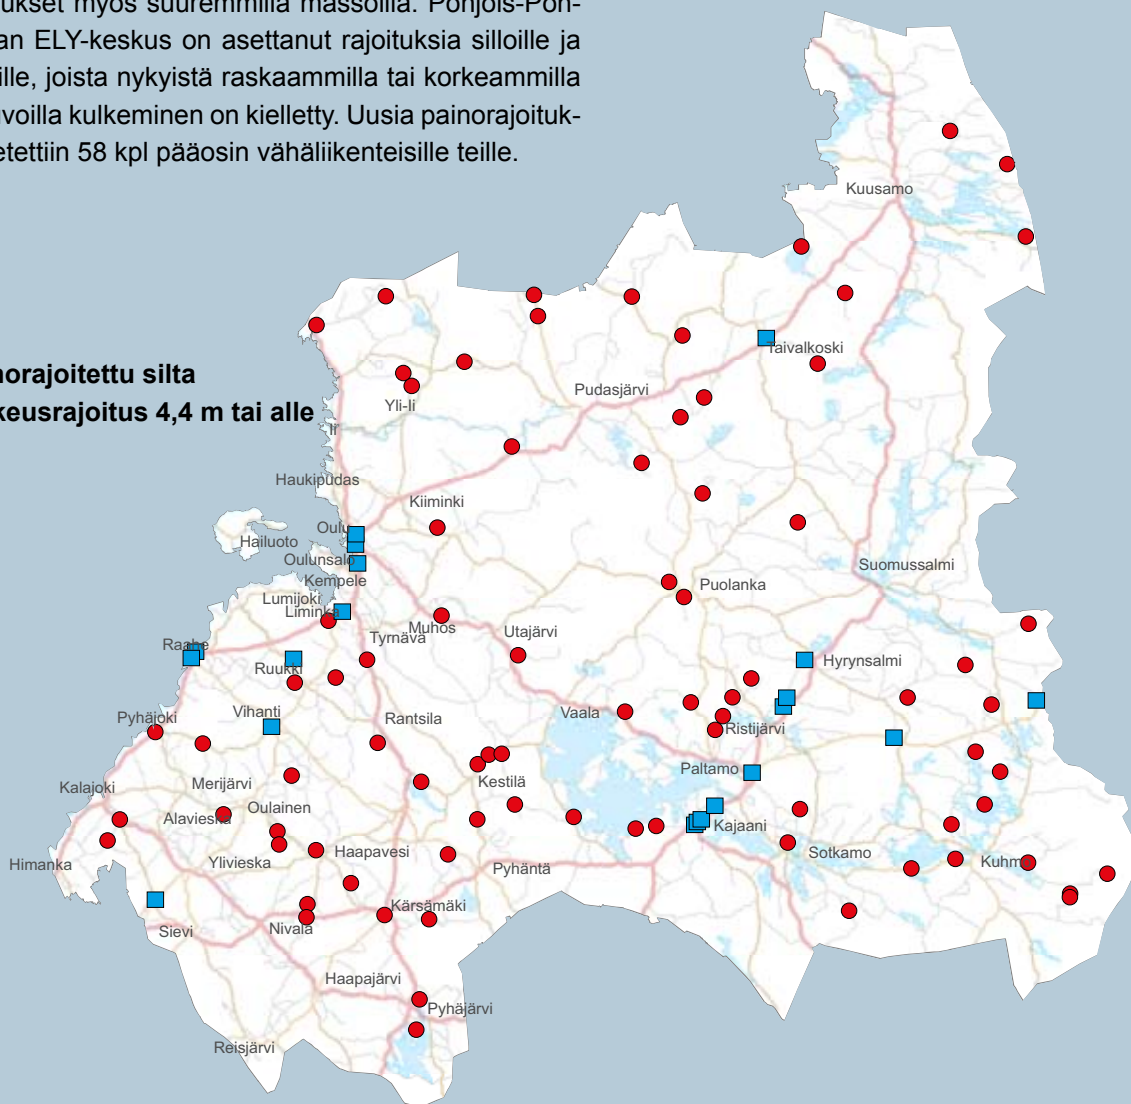 ukset myös suuremmilla massoilla. Pohjois-Poh-
an ELY-keskus on asettanut rajoituksia silloille ja
ille, joista nykyistä raskaammilla tai korkeammilla
voilla kulkeminen on kielletty. Uusia painorajoituk-
etettiin 58 kpl pääosin vähäliikenteisille teille.
Kuusamo
norajoitettu silta
keusrajoitus 4,4 m tai alle
Taivalkoski
Pudasjärvi
Yli-Ii
Ii
Haukipudas
Kiiminki
Oulu
Hailuoto
Oulunsalo
Kempele
Suomussalmi
Puolanka
Lumijoki
Liminka
Muhos
Utajärvi
Tyrnävä
Raahe
Ruukki
Hyrynsalmi
Vihanti
Pyhäjoki
Rantsila
Vaala
Ristijärvi
Paltamo
Kestilä
Merijärvi
Kalajoki
Oulainen
Alavieska
Kajaani
Haapavesi
Sotkamo
Ylivieska
Himanka
Pyhäntä
Kuhmo
Kärsämäki
Sievi
Nivala
Haapajärvi
Pyhäjärvi
Reisjärvi